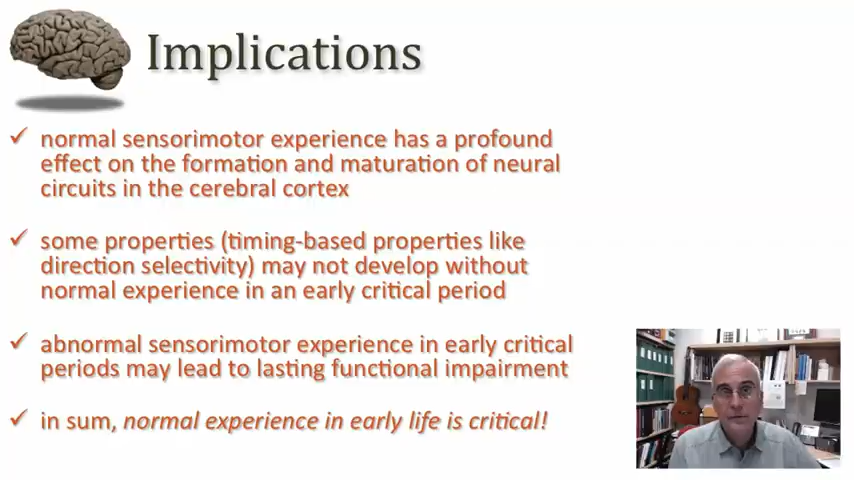 Implications
✓ normal sensorimotor experience has a profound
effect on the formation and maturation of neural
circuits in the cerebral cortex
✓ some properties (timing-based properties like
direction selectivity) may not develop without
normal experience in an early critical period
✓ abnormal sensorimotor experience in early critical
periods may lead to lasting functional impairment
✓ in sum, normal experience in early life is critical!